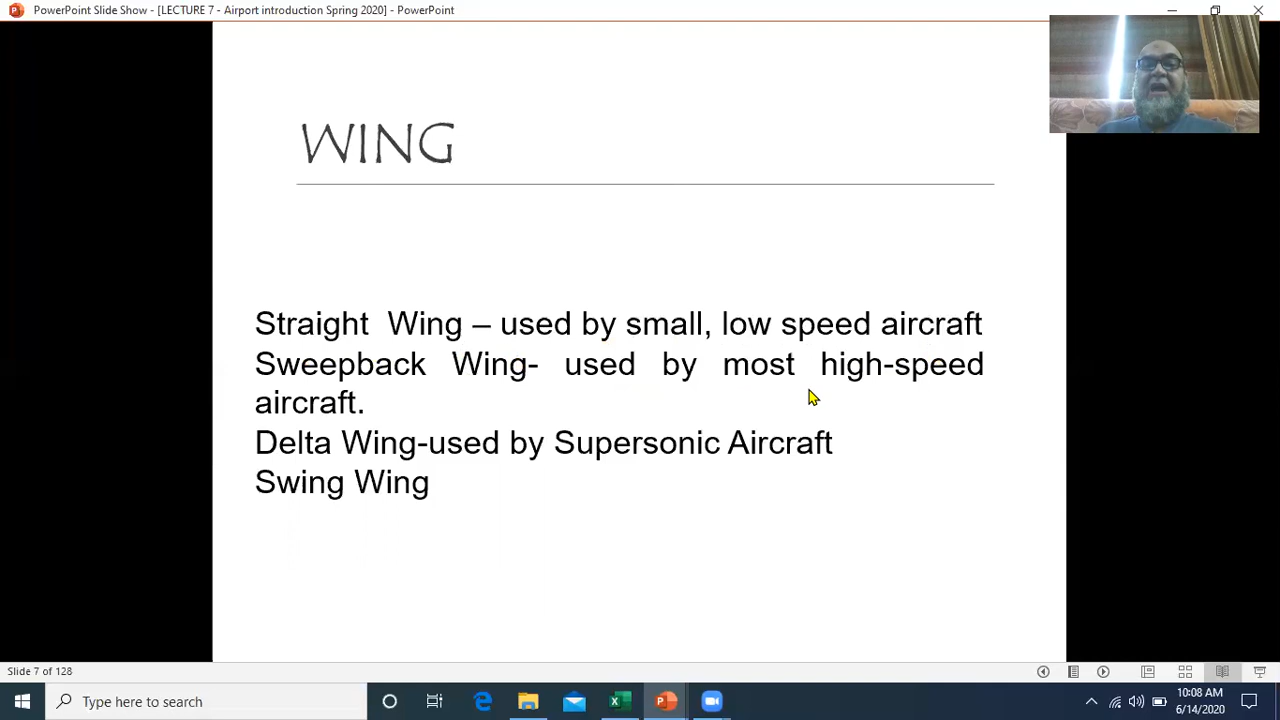 PowerPoint Slide Show - [LECTURE 7 - Airport introduction Spring 2020] - PowerPoint
WING
Straight Wing – used by small, low speed aircraft
Sweepback Wing- used by most high-speed
aircraft.
Delta Wing-used by Supersonic Aircraft
Swing Wing
Slide 7 of 128
Type here to search
10:08 AM
6/14/2020